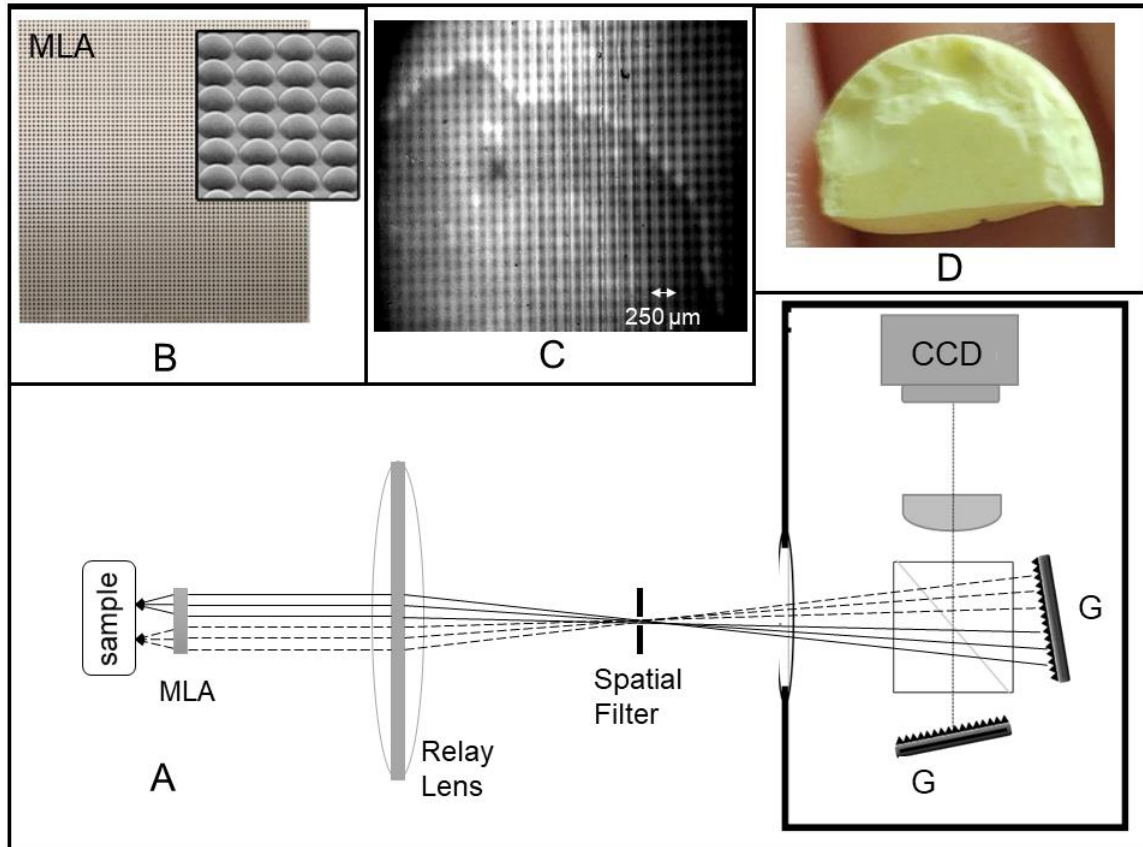 MLA
B
250 µm
C
D
CCD
G
G
sample
MLA
Relay
Lens
Spatial
Filter
A